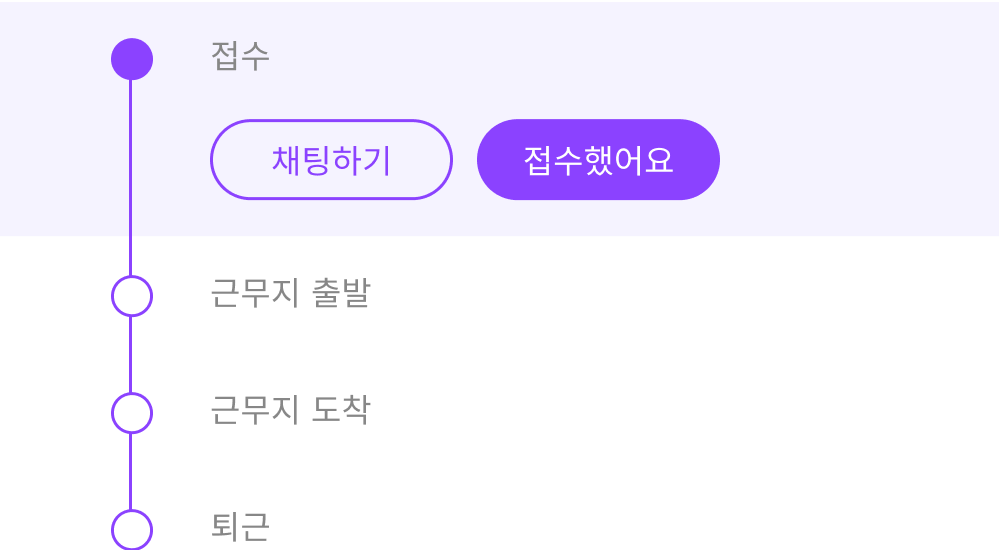 접수
채팅하기 접수했어요
근무지 출발
근무지 도착
퇴근